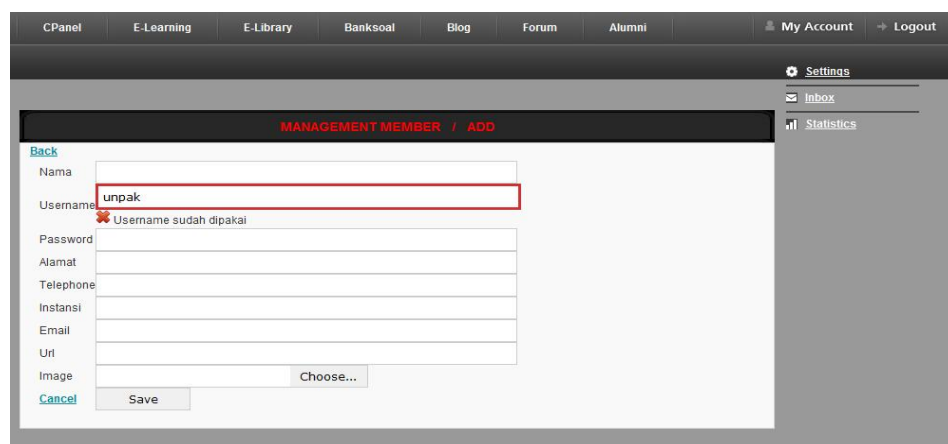 CPanel E-Learning E-Library Banksoal Blog Forum Alumni My Account Logout
Settings
Inbox
Statistics
MANAGEMENT MEMBER / ADD
Back
Nama
Username unpak
Username sudah dipakai
Password
Alamat
Telephone
Instansi
Email
Url
Image Choose...
Cancel Save